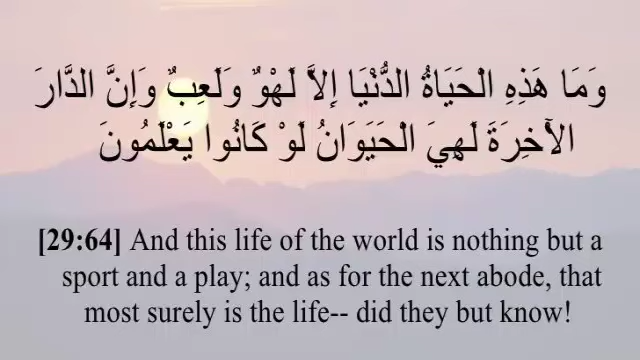 وَمَا هَذِهِ الْحَيَاةُ الدُّنْيَا إِلاَّ لَهْوٌ وَلَعِبٌ وَإِنَّ الدَّارَ
الآخِرَةَ لَهِيَ الْحَيَوَانُ لَوْ كَانُوا يَعْلَمُونَ
[29:64] And this life of the world is nothing but a
sport and a play; and as for the next abode, that
most surely is the life-- did they but know!